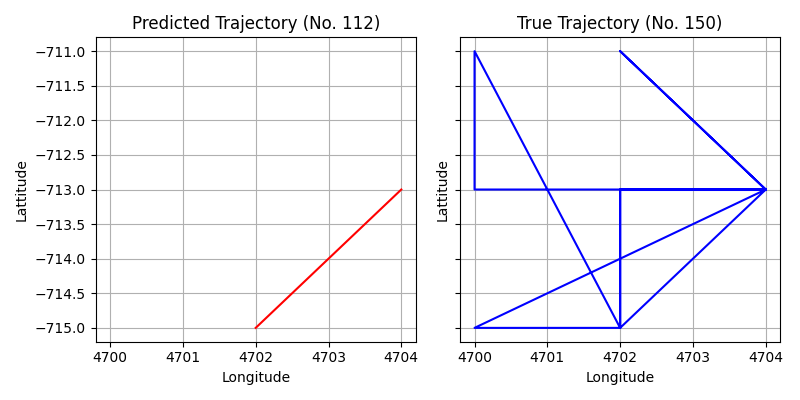 Predicted Trajectory (No. 112)
True Trajectory (No. 150)
−711.0
−711.5
−712.0
−712.5
−713.0
−713.5
−714.0
−714.5
−715.0
Lattitude
Lattitude
4700 4701 4702 4703 4704
4700 4701 4702 4703 4704
Longitude
Longitude